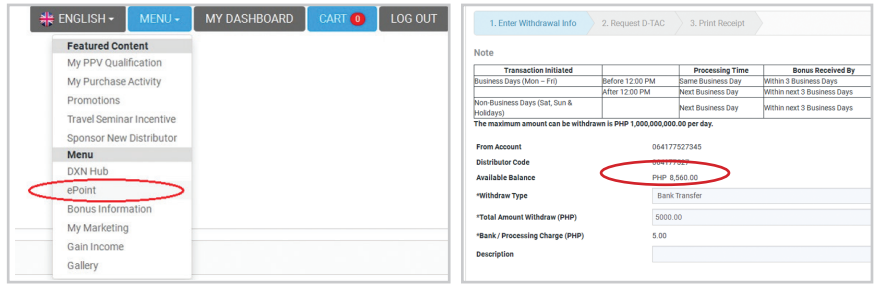 ENGLISH MENU MY DASHBOARD CART 0 LOG OUT
Featured Content
My PPV Qualification
My Purchase Activity
Promotions
Travel Seminar Incentive
Sponsor New Distributor
Menu
DXN Hub
ePoint
Bonus Information
My Marketing
Gain Income
Gallery
1. Enter Withdrawal Info 2. Request D-TAC 3. Print Receipt
Note
Transaction Initiated Processing Time Bonus Received By
Business Days (Mon – Fri) Before 12:00 PM Same Business Day Within 3 Business Days
After 12:00 PM Next Business Day Within next 3 Business Days
Non-Business Days (Sat, Sun &
Holidays) Next Business Day Within next 3 Business Days
The maximum amount can be withdrawn is PHP 1,000,000,000.00 per day.
From Account 064177527345
Distributor Code 064177527
Available Balance PHP 8,560.00
*Withdraw Type Bank Transfer
*Total Amount Withdraw (PHP) 5000.00
*Bank / Processing Charge (PHP) 5.00
Description